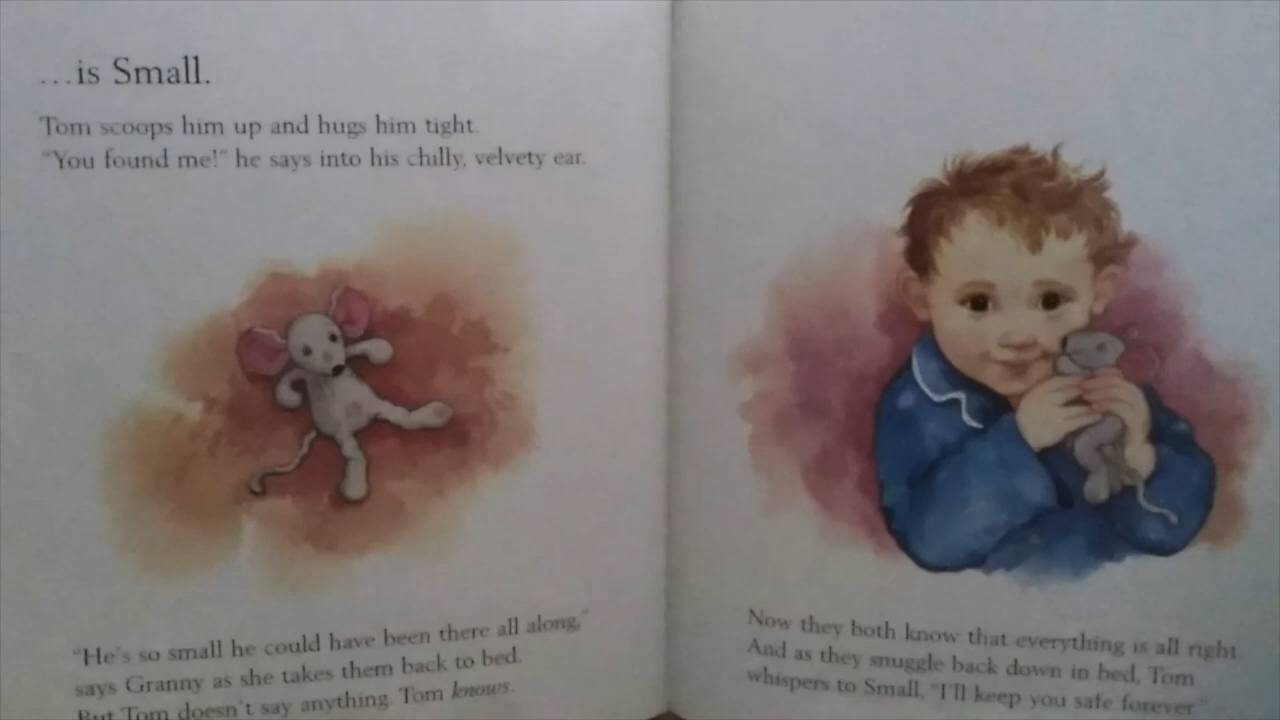 ...is Small.
Tom scoops him up and hugs him tight.
"You found me!" he says into his chilly, velvety ear.
"He's so small he could have been there all along,"
says Granny as she takes them back to bed.
But Tom doesn't say anything. Tom knows.
Now they both know that everything is all right.
And as they snuggle back down in bed, Tom
whispers to Small, "I'll keep you safe forever."